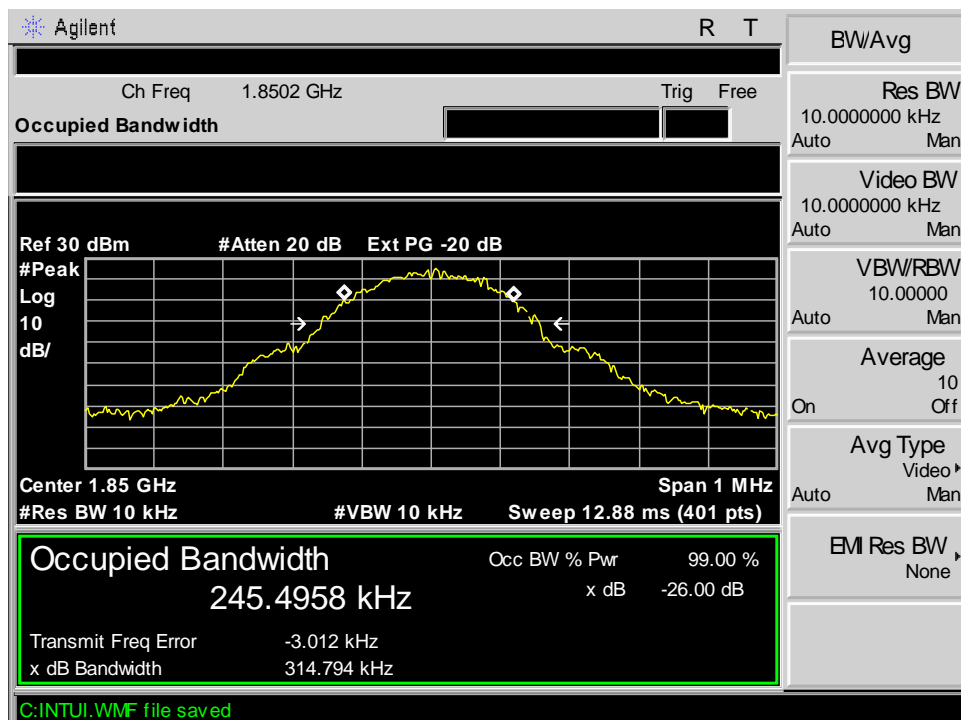 Agilent
R T
Ch Freq 1.8502 GHz
Trig Free
Occupied Bandwidth
Ref 30 dBm #Atten 20 dB Ext PG -20 dB
#Peak
Log
10
dB/
Center 1.85 GHz
Span 1 MHz
#Res BW 10 kHz #VBW 10 kHz Sweep 12.88 ms (401 pts)
Occupied Bandwidth
245.4958 kHz
Occ BW % Pwr 99.00 %
x dB -26.00 dB
Transmit Freq Error -3.012 kHz
x dB Bandwidth 314.794 kHz
C:INTUI.WMF file saved
BW/Avg
Res BW
10.0000000 kHz
Auto Man
Video BW
10.0000000 kHz
Auto Man
VBW/RBW
10.00000
Auto Man
Average
10
On Off
Avg Type
Video
Auto Man
EMI Res BW
None